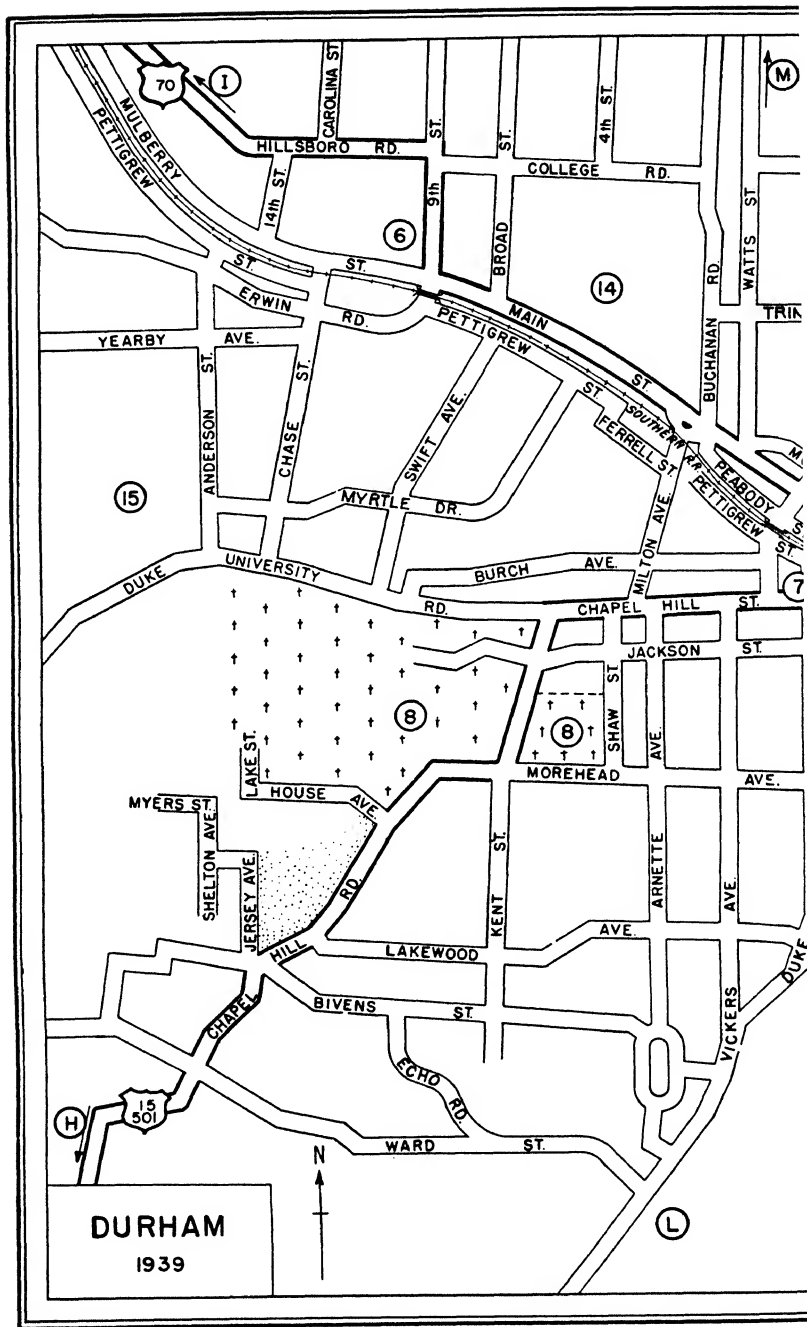 70
I
M
MULBERRY
PETTIGREW
CAROLINA ST.
HILLSBORO RD.
14th ST.
9th ST.
BROAD ST.
4th ST.
COLLEGE RD.
WATTS ST.
BUCHANAN RD.
6
14
TRIN
ST.
ST.
ERWIN RD.
MAIN ST.
PETTIGREW ST.
YEARBY AVE.
ANDERSON ST.
CHASE ST.
SWIFT AVE.
FERRELL ST.
SOUTHERN R.R.
PEABODY
PETTIGREW ST.
15
MYRTLE DR.
MILTON AVE.
DUKE UNIVERSITY RD.
BURCH AVE.
CHAPEL HILL ST.
7
JACKSON ST.
SHAW ST.
8
8
LAKE ST.
HOUSE AVE.
MOREHEAD AVE.
MYERS ST.
SHELTON AVE.
JERSEY AVE.
KENT ST.
ARNETTE AVE.
VICKERS AVE.
DUKE
CHAPEL HILL RD.
LAKEWOOD AVE.
BIVENS ST.
ECHO RD.
WARD ST.
H
15
501
N
L
DURHAM
1939